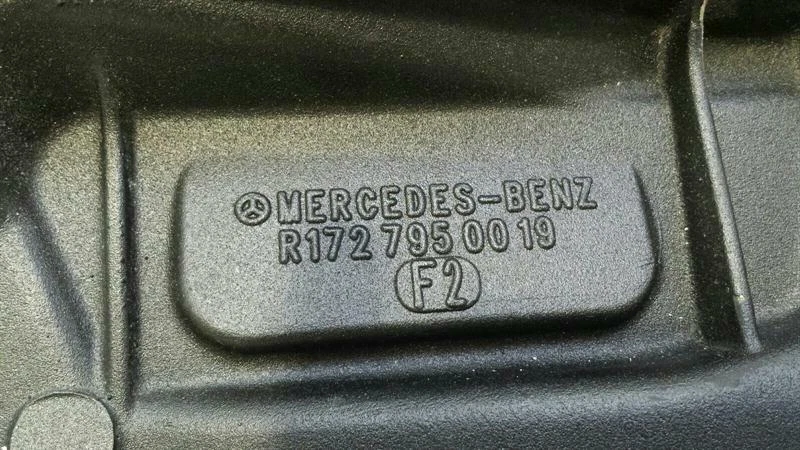 MERCEDES-BENZ
R172 795 00 19
F2